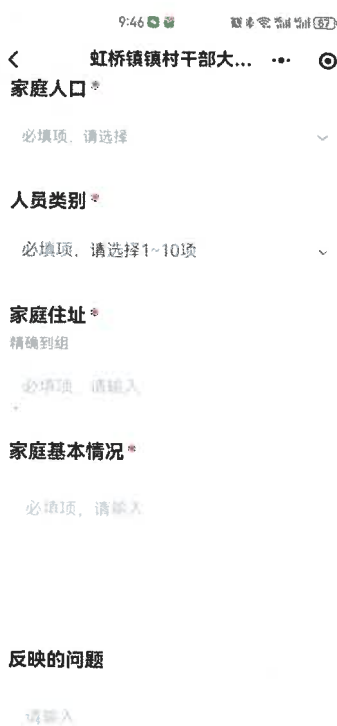 9:46 67
虹桥镇镇村干部大...
家庭人口*
必填项，请选择
人员类别*
必填项，请选择1~10项
家庭住址*
精确到组
必填项，请输入
家庭基本情况*
必填项，请输入
反映的问题
请输入